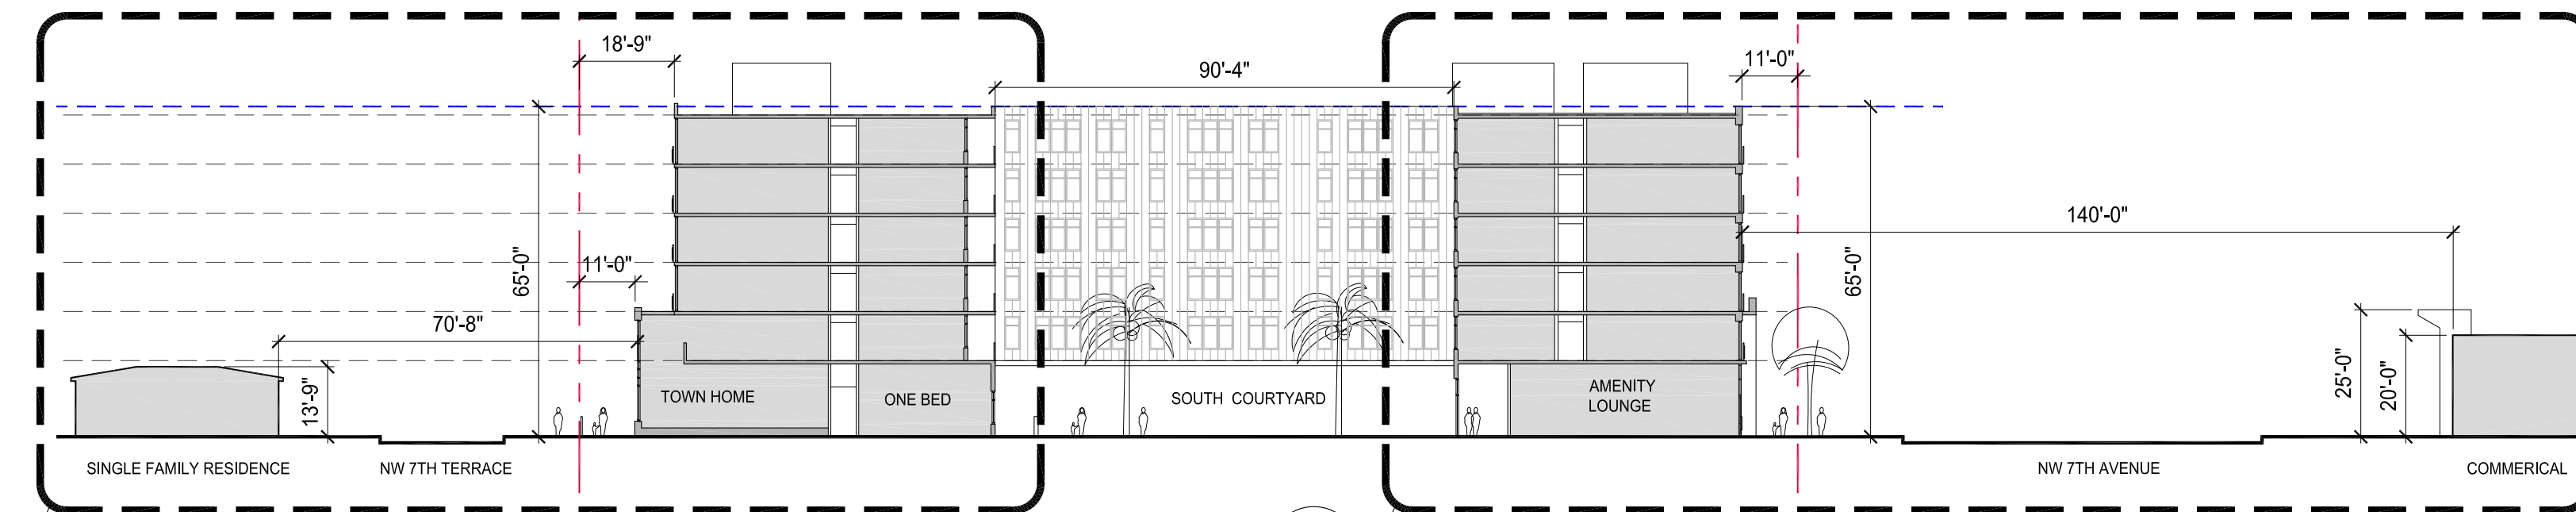 18'-9"
90'-4"
11'-0"
140'-0"
65'-0"
11'-0"
65'-0"
70'-8"
13'-9"
25'-0"
20'-0"
TOWN HOME
ONE BED
SOUTH COURTYARD
AMENITY
LOUNGE
SINGLE FAMILY RESIDENCE
NW 7TH TERRACE
NW 7TH AVENUE
COMMERICAL